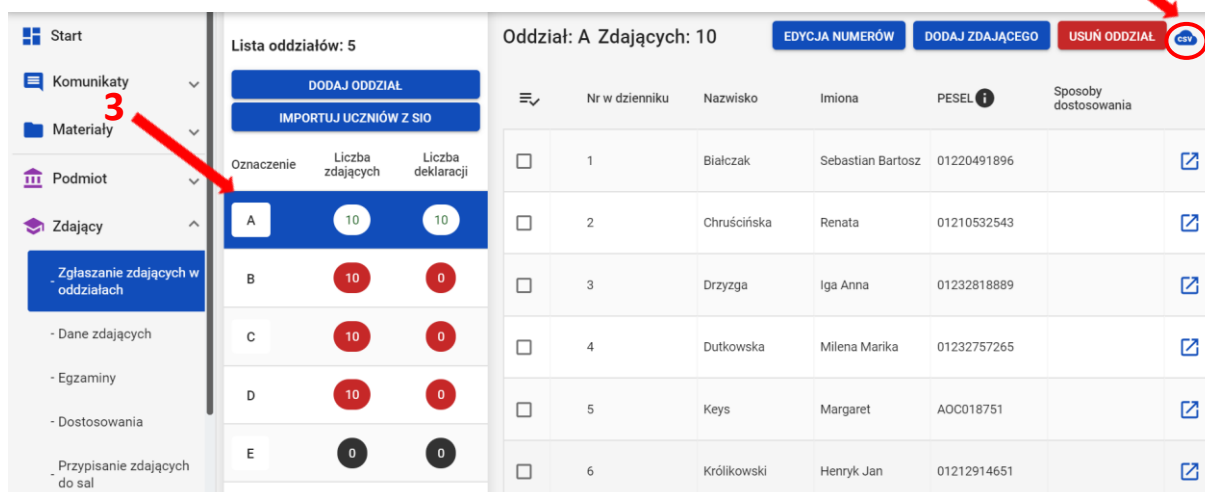 Start
Komunikaty
3
Materiały
Podmiot
Zdający
- Zgłaszanie zdających w
oddziałach
- Dane zdających
- Egzaminy
- Dostosowania
- Przypisanie zdających
do sal
Lista oddziałów: 5
DODAJ ODDZIAŁ
IMPORTUJ UCZNIÓW Z SIO
Oznaczenie Liczba zdających Liczba deklaracji
A 10 10
B 10 0
C 10 0
D 10 0
E 0 0
Oddział: A Zdających: 10 EDYCJA NUMERÓW DODAJ ZDAJĄCEGO USUŃ ODDZIAŁ CSV
Nr w dzienniku Nazwisko Imiona PESEL i Sposoby dostosowania
1 Białczak Sebastian Bartosz 01220491896
2 Chruścińska Renata 01210532543
3 Drzyzga Iga Anna 01232818889
4 Dutkowska Milena Marika 01232757265
5 Keys Margaret AOC018751
6 Królikowski Henryk Jan 01212914651